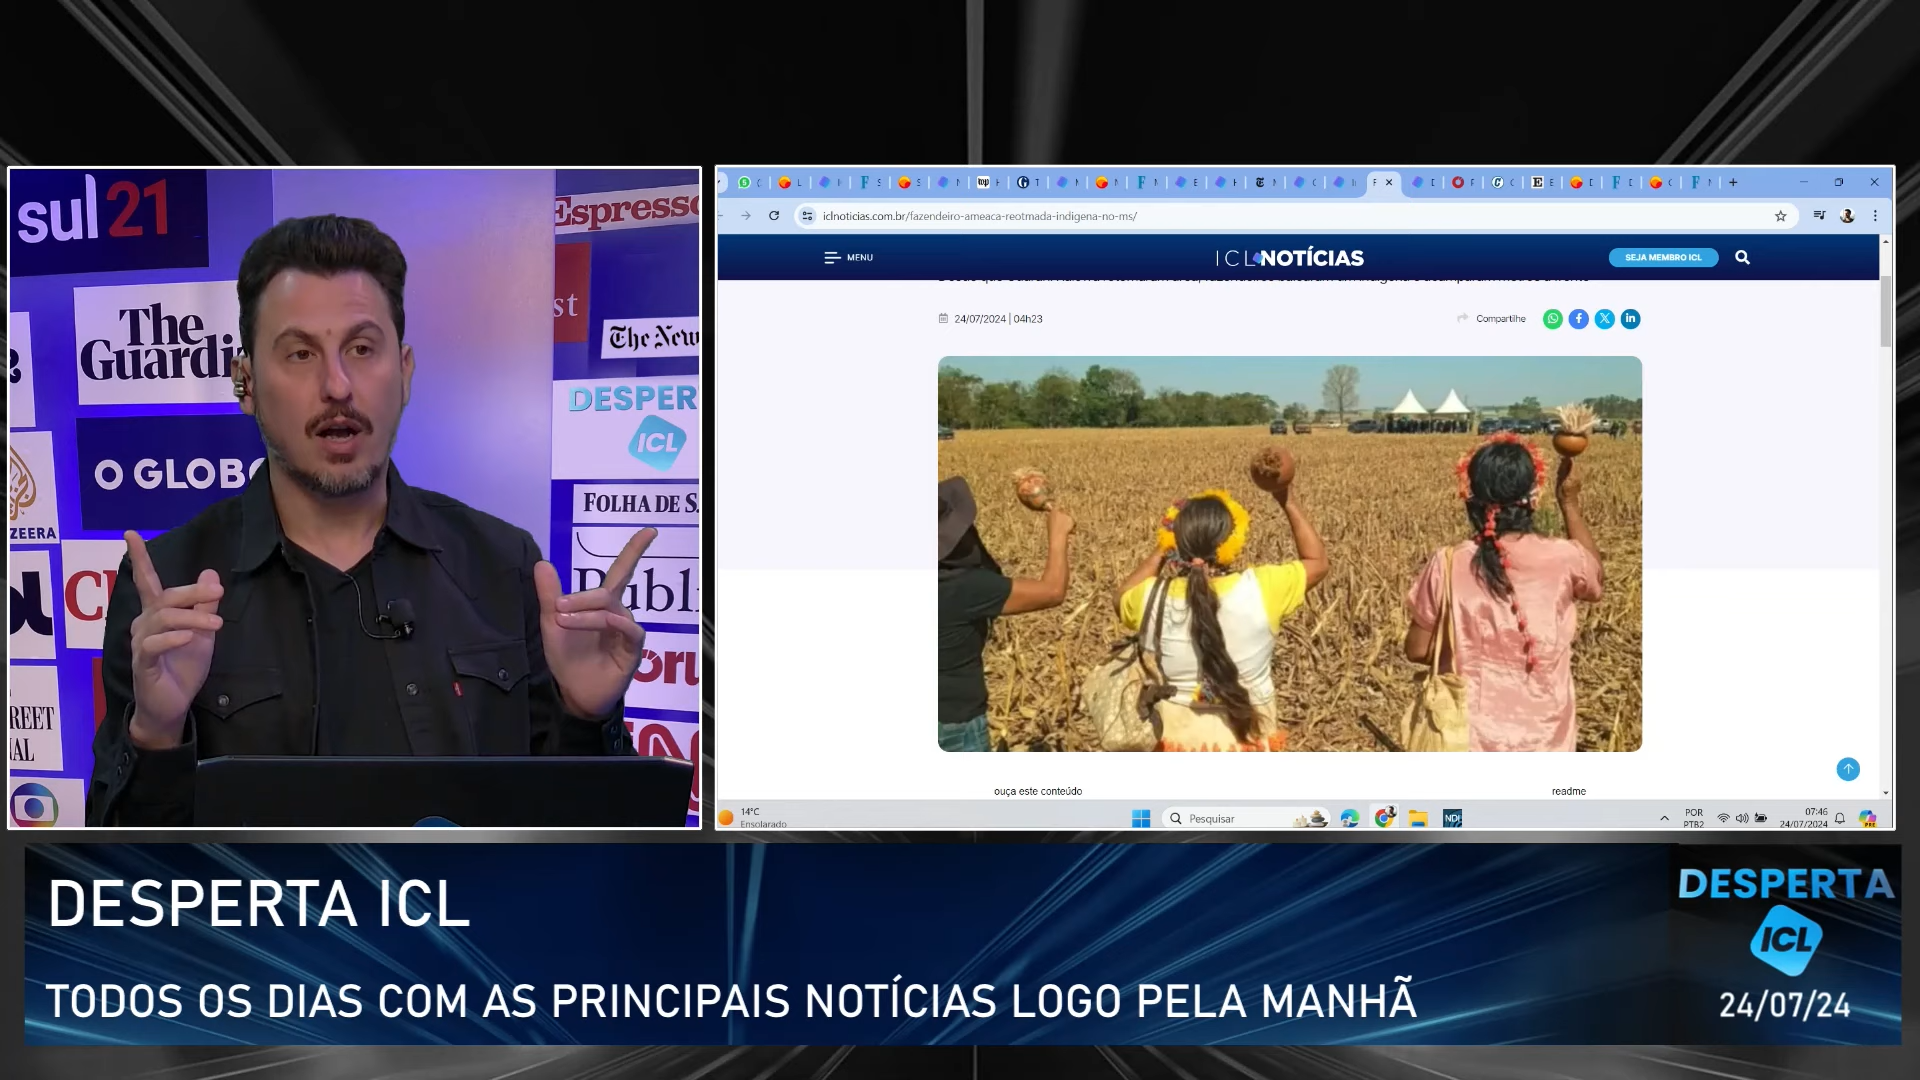 sul21
Espresso
The
Guardi
st
The New
DESPER
ICL
O GLOBO
FOLHA DE S.
ZEERA
Publi
REET
iclnoticias.com.br/fazendeiro-ameaca-reotmada-indigena-no-ms/
MENU
ICL NOTÍCIAS
SEJA MEMBRO ICL
24/07/2024 | 04h23
Compartilhe
ouça este conteúdo
readme
14°C
Ensolarado
Pesquisar
POR
PTB2
07:46
24/07/2024
DESPERTA ICL
TODOS OS DIAS COM AS PRINCIPAIS NOTÍCIAS LOGO PELA MANHÃ
DESPERTA
ICL
24/07/24